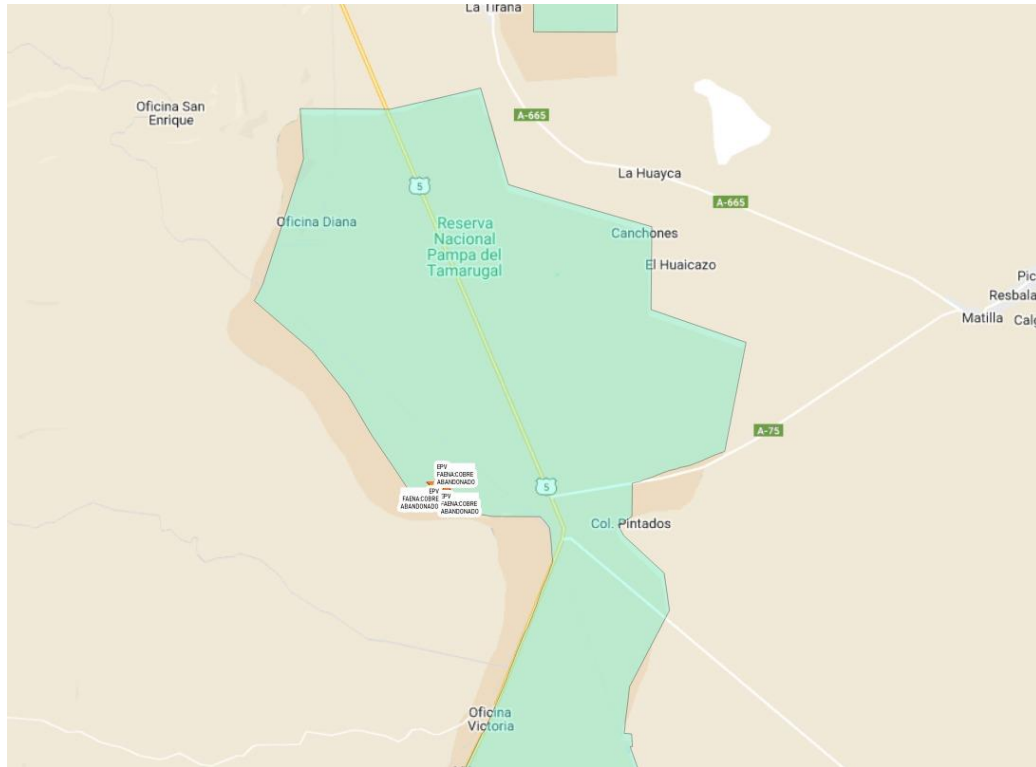 La Tirana
Oficina San
Enrique
A-665
La Huayca
5
A-665
Oficina Diana
Reserva
Nacional
Pampa del
Tamarugal
Canchones
El Huaicazo
Pic
Resbala
Matilla
Calg
A-75
EPV
FAENA:COBRE
ABANDONADO
EPV
FAENA:COBRE
ABANDONADO
EPV
FAENA:COBRE
ABANDONADO
5
Col. Pintados
Oficina
Victoria